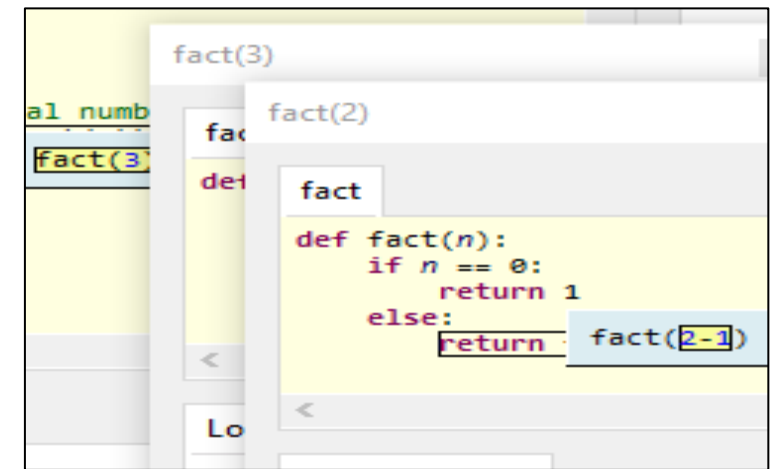 fact(3)
fact(2)
al numb
fact(3)
fac
def
fact
def fact(n):
if n == 0:
return 1
else:
return
fact(2-1)
Lo